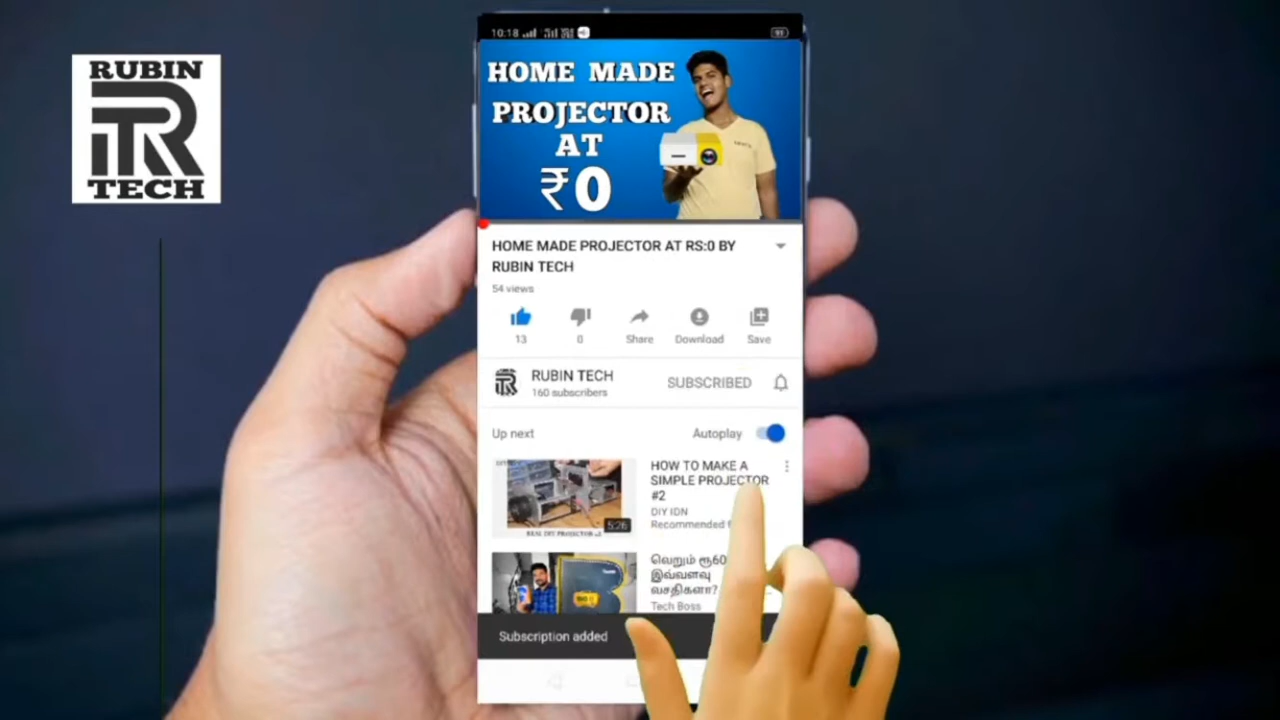 RUBIN
TR
TECH
10:18
HOME MADE
PROJECTOR
AT
₹0
HOME MADE PROJECTOR AT RS:0 BY
RUBIN TECH
54 views
13
0
Share
Download
Save
RUBIN TECH
160 subscribers
SUBSCRIBED
Up next
Autoplay
HOW TO MAKE A
SIMPLE PROJECTOR
#2
DIY IDN
Recommended
5:26
வெறும் ரூ60
இவ்வளவு
வசதிகளா?
Tech Boss
Subscription added